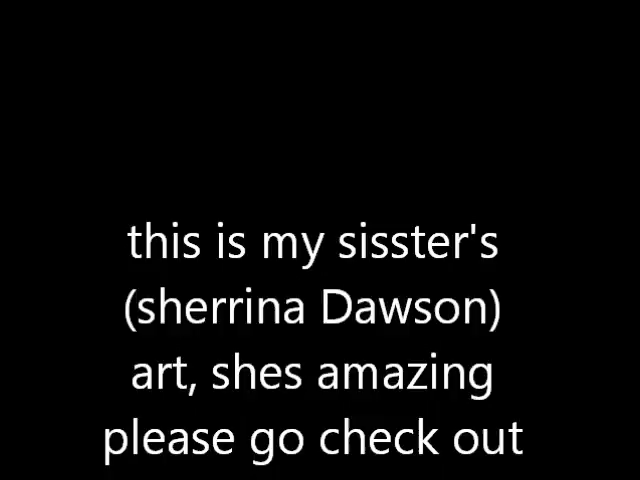 this is my sisster's
(sherrina Dawson)
art, shes amazing
please go check out